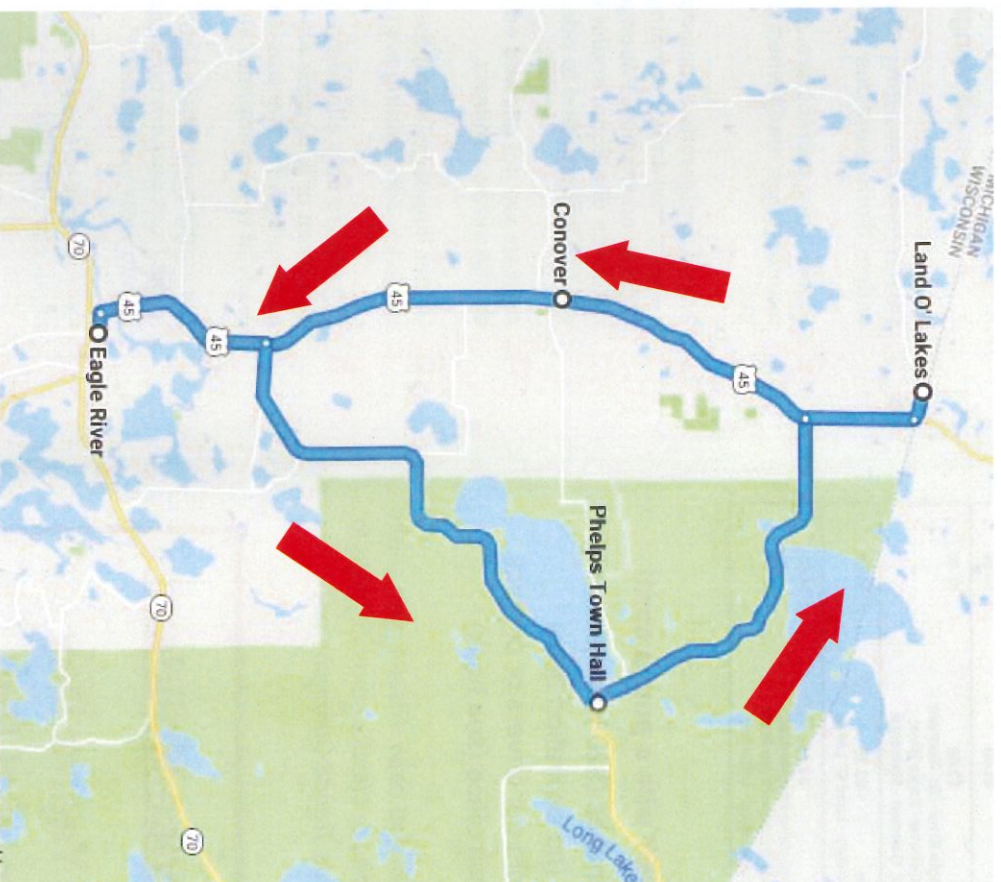 MICHIGAN
WISCONSIN
Land O' Lakes
45
Phelps Town Hall
Long Lake
Conover
45
45
70
70
45
Eagle River
70